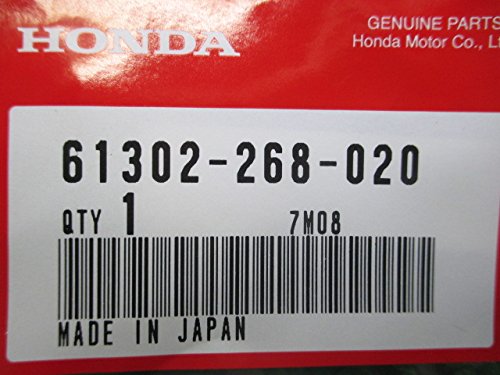 HONDA
GENUINE PARTS
Honda Motor Co., Lt
61302-268-020
QTY 1 7M08
MADE IN JAPAN